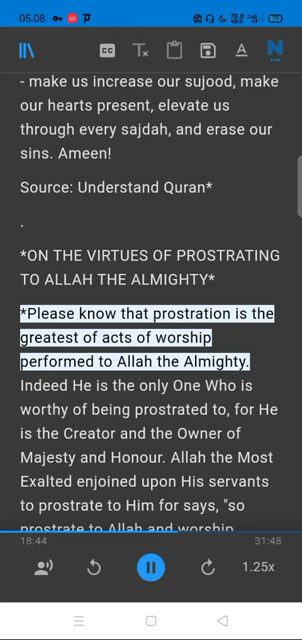 05.08
- make us increase our sujood, make
our hearts present, elevate us
through every sajdah, and erase our
sins. Ameen!
Source: Understand Quran*
.
*ON THE VIRTUES OF PROSTRATING
TO ALLAH THE ALMIGHTY*
*Please know that prostration is the
greatest of acts of worship
performed to Allah the Almighty.
Indeed He is the only One Who is
worthy of being prostrated to, for He
is the Creator and the Owner of
Majesty and Honour. Allah the Most
Exalted enjoined upon His servants
to prostrate to Him for says, "so
prostrate to Allah and worship
18:44 31:48
1.25x